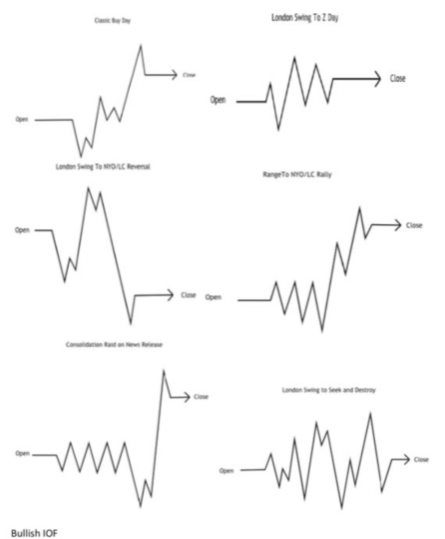 Classic Buy Day
Open
Close
London Swing To Z Day
Open
Close
London Swing To NYO/LC Reversal
Open
Close
RangeTo NYO/LC Rally
Open
Close
Consolidation Raid on News Release
Open
Close
London Swing to Seek and Destroy
Open
Close
Bullish IOF